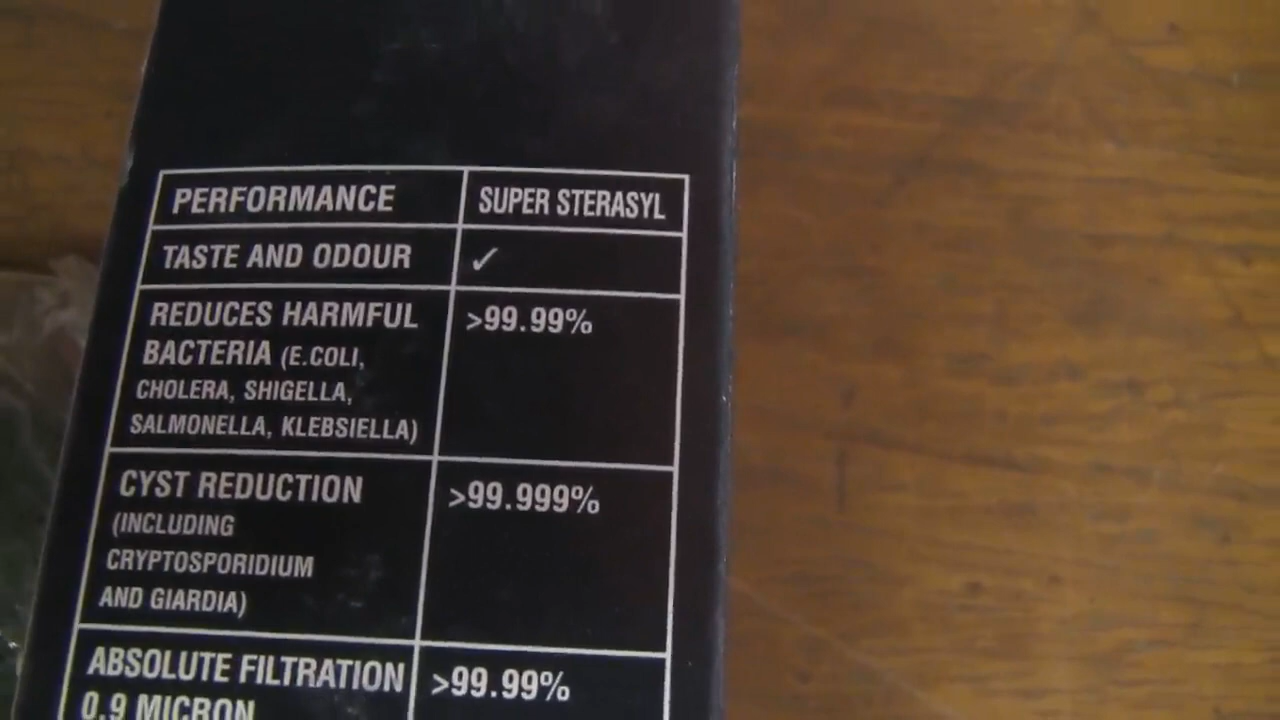 PERFORMANCE SUPER STERASYL
TASTE AND ODOUR ✓
REDUCES HARMFUL >99.99%
BACTERIA (E.COLI,
CHOLERA, SHIGELLA,
SALMONELLA, KLEBSIELLA)
CYST REDUCTION >99.999%
(INCLUDING
CRYPTOSPORIDIUM
AND GIARDIA)
ABSOLUTE FILTRATION >99.99%
0.9 MICRON